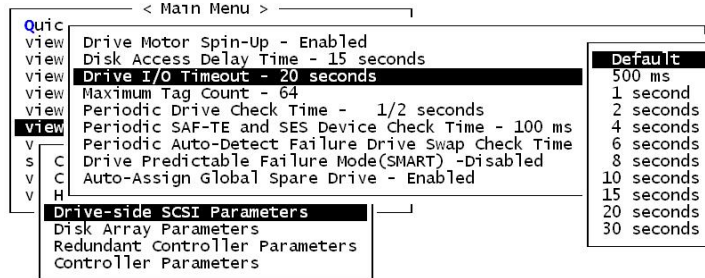 < Main Menu >
Quic
view Drive Motor Spin-Up - Enabled
view Disk Access Delay Time - 15 seconds
view Drive I/O Timeout - 20 seconds
view Maximum Tag Count - 64
view Periodic Drive Check Time - 1/2 seconds
view Periodic SAF-TE and SES Device Check Time - 100 ms
v Periodic Auto-Detect Failure Drive Swap Check Time
s C Drive Predictable Failure Mode(SMART) -Disabled
v C Auto-Assign Global Spare Drive - Enabled
v H
Drive-side SCSI Parameters
Disk Array Parameters
Redundant Controller Parameters
Controller Parameters
Default
500 ms
1 second
2 seconds
4 seconds
6 seconds
8 seconds
10 seconds
15 seconds
20 seconds
30 seconds